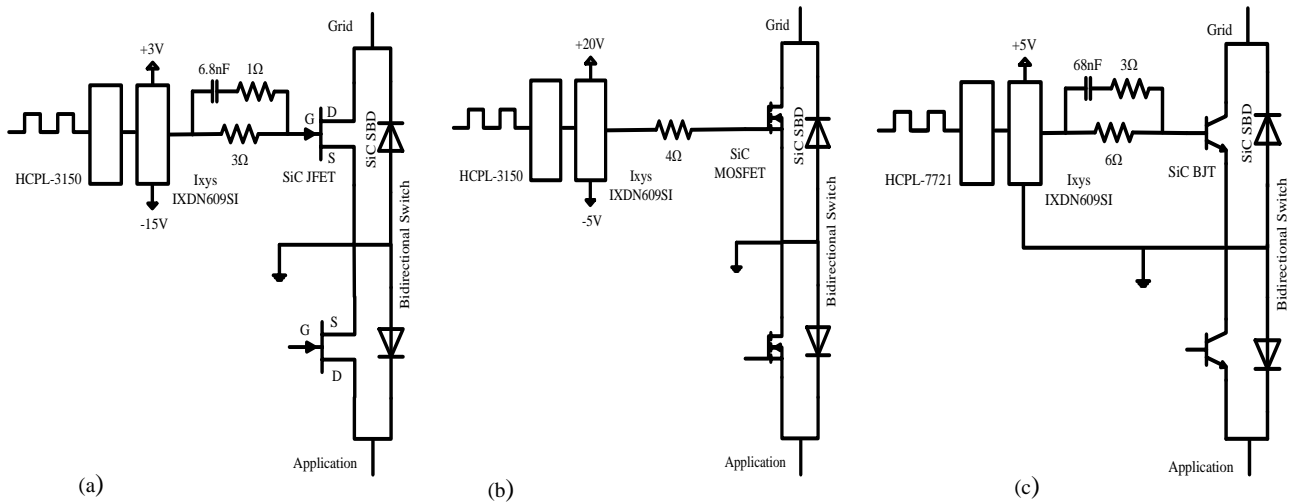 Grid
+3V
6.8nF
1Ω
G
D
S
3Ω
SiC JFET
SiC SBD
HCPL-3150
Ixys
IXDN609SI
-15V
Bidirectional Switch
G
S
D
Application
(a)
Grid
+20V
4Ω
SiC
MOSFET
SiC SBD
HCPL-3150
Ixys
IXDN609SI
-5V
Bidirectional Switch
Application
(b)
Grid
+5V
68nF
3Ω
6Ω
SiC BJT
SiC SBD
HCPL-7721
Ixys
IXDN609SI
Bidirectional Switch
Application
(c)